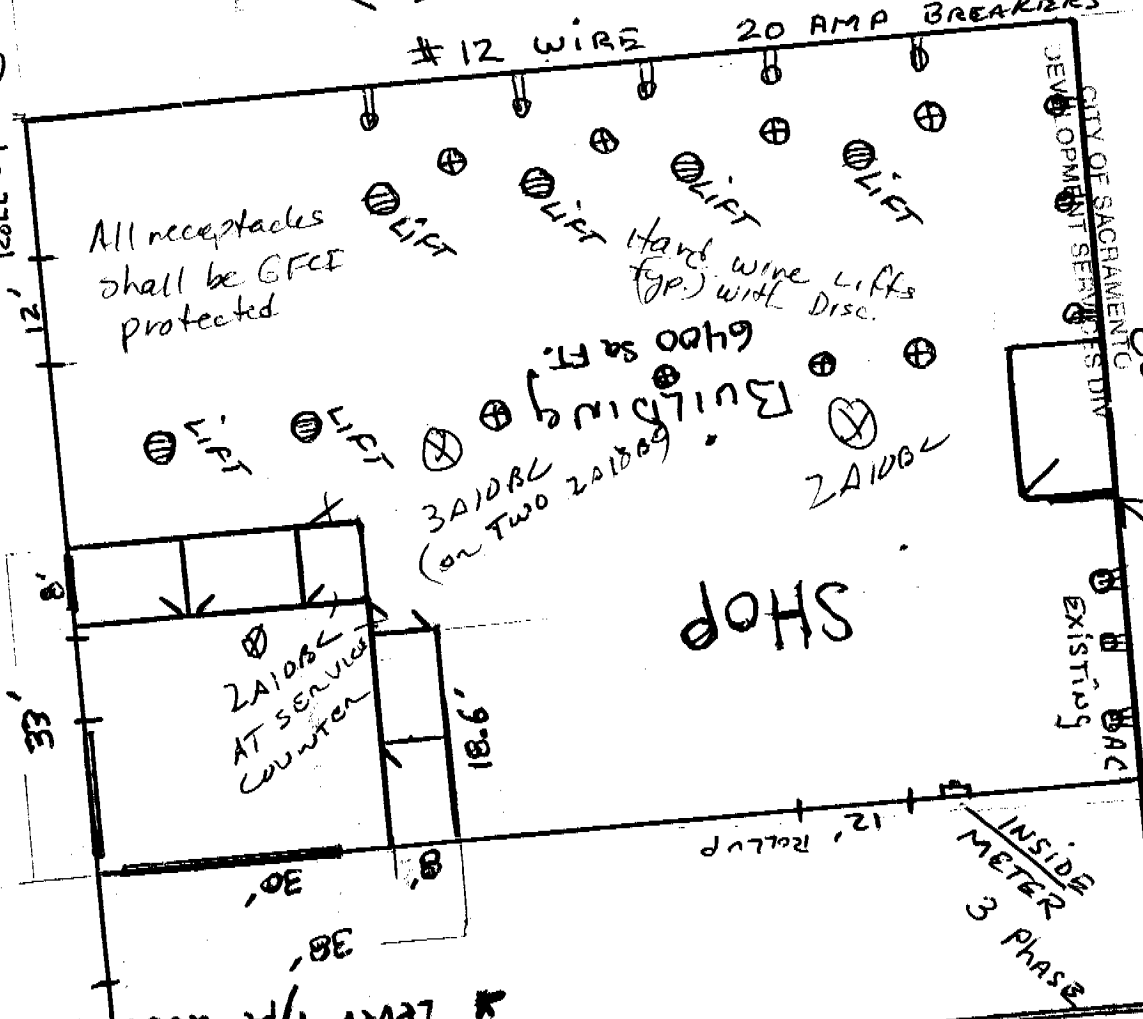 # 12 WIRE 20 AMP BREAKERS
CITY OF SACRAMENTO
DEVELOPMENT SERVICES DIV
12'
All receptacles
shall be GFCI
protected
LIFT
LIFT
LIFT
LIFT
Hard wire Lifts
(Typ.) with Disc.
6400 SQ FT.
BUILDING
LIFT
LIFT
3A10BC
(or TWO 2A10BC)
2A10BC
8'
SHOP
2A10BC
AT SERVICE
COUNTER
33'
18.6'
EXISTING
AC
12' ROLLUP
INSIDE
METER
3 PHASE
30'
8'
38'